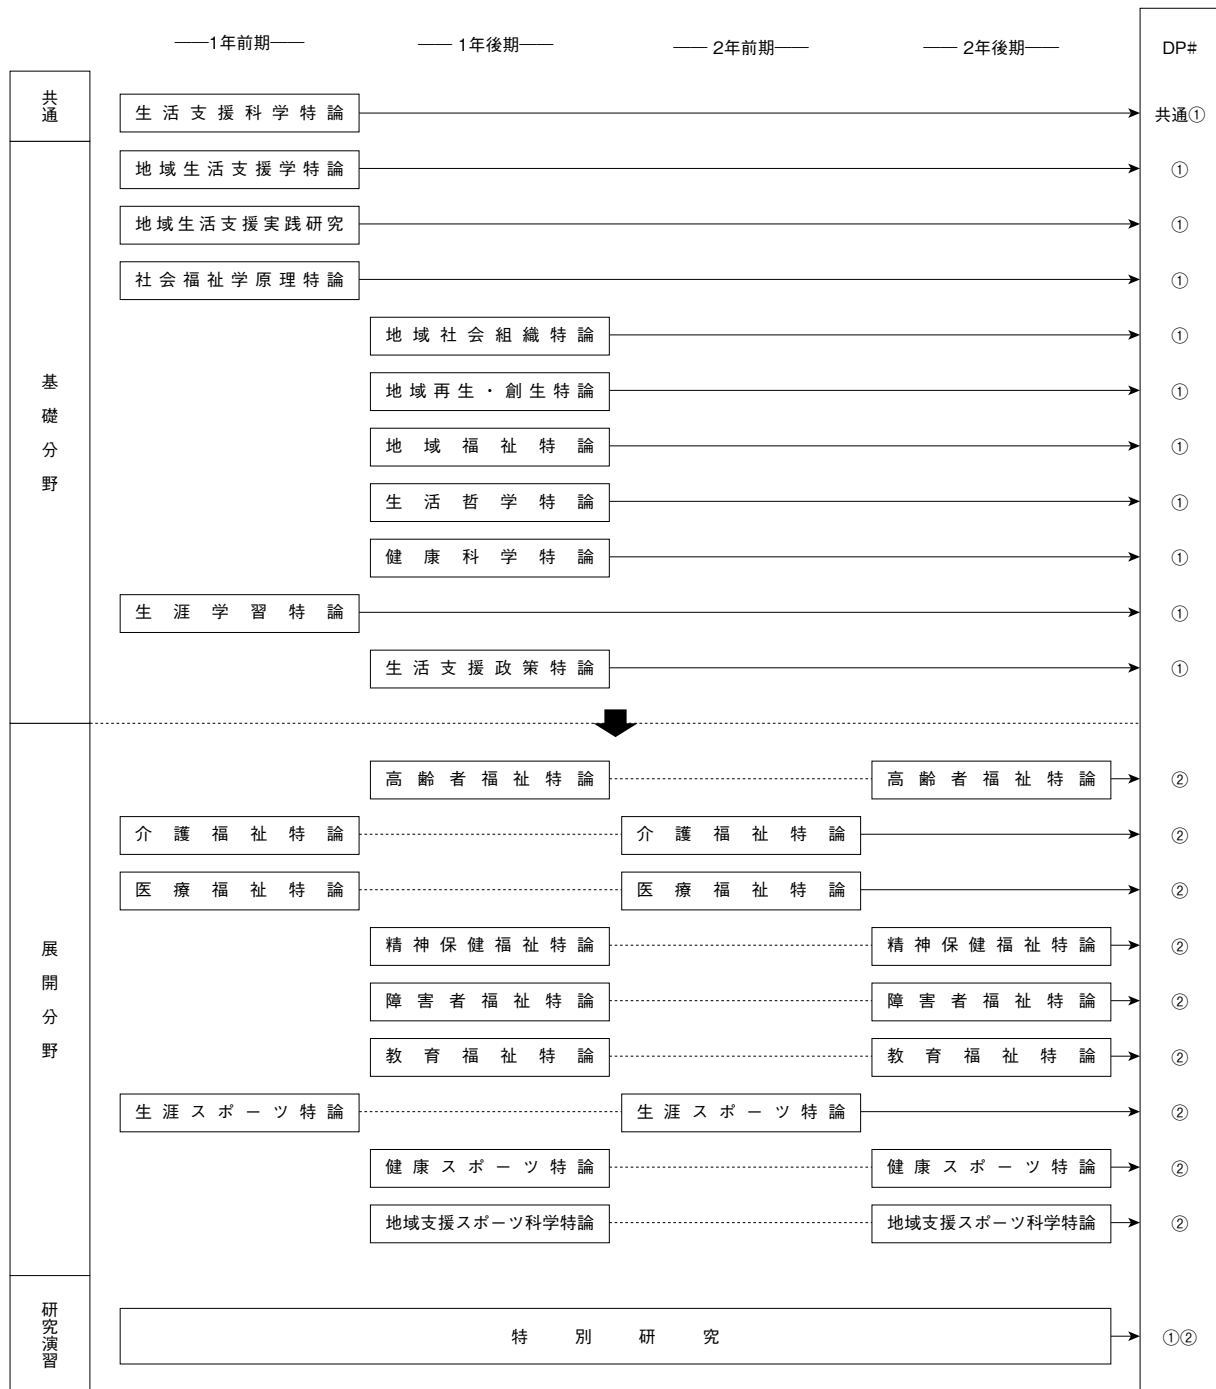 ——1年前期—— —— 1年後期—— —— 2年前期—— —— 2年後期—— DP#
共通
生活支援科学特論 共通①
基礎分野
地域生活支援学特論 ①
地域生活支援実践研究 ①
社会福祉学原理特論 ①
地域社会組織特論 ①
地域再生・創生特論 ①
地域福祉特論 ①
生活哲学特論 ①
健康科学特論 ①
生涯学習特論 ①
生活支援政策特論 ①
展開分野
高齢者福祉特論 高齢者福祉特論 ②
介護福祉特論 介護福祉特論 ②
医療福祉特論 医療福祉特論 ②
精神保健福祉特論 精神保健福祉特論 ②
障害者福祉特論 障害者福祉特論 ②
教育福祉特論 教育福祉特論 ②
生涯スポーツ特論 生涯スポーツ特論 ②
健康スポーツ特論 健康スポーツ特論 ②
地域支援スポーツ科学特論 地域支援スポーツ科学特論 ②
研究演習
特別研究 ①②